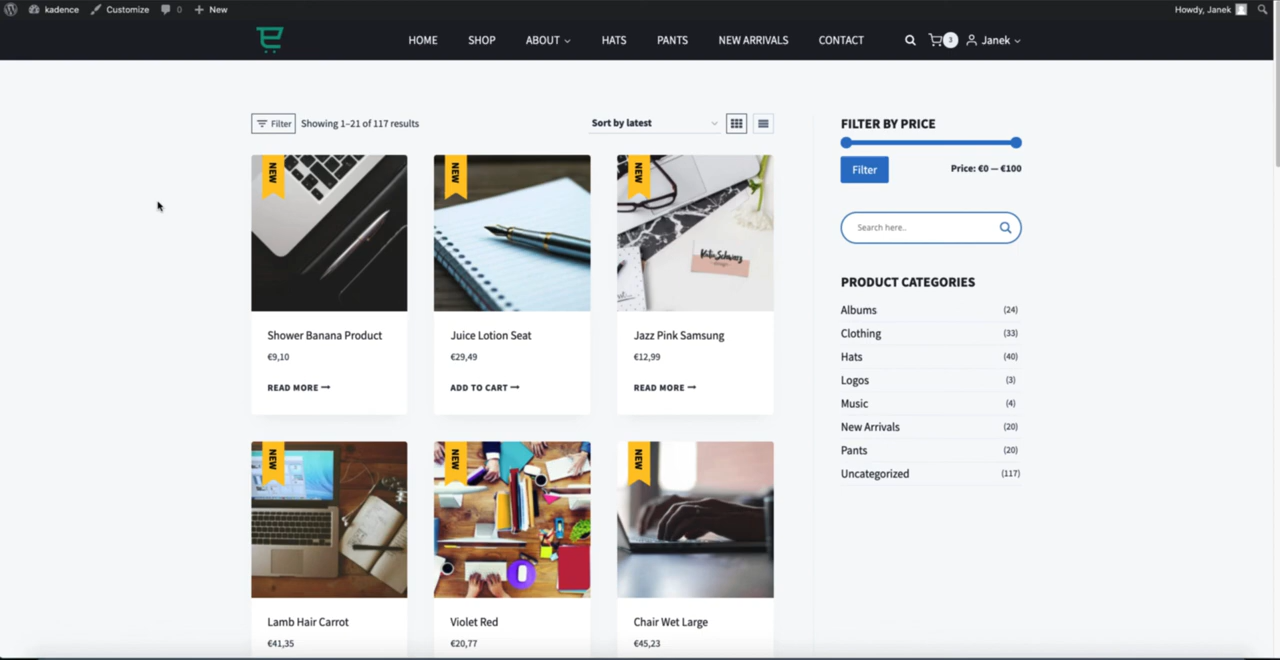 kadence Customize 0 New Howdy, Janek
HOME SHOP ABOUT HATS PANTS NEW ARRIVALS CONTACT 3 Janek
Filter Showing 1–21 of 117 results Sort by latest
NEW NEW NEW
Katie Schwarz
Shower Banana Product
€9,10
READ MORE
Juice Lotion Seat
€29,49
ADD TO CART
Jazz Pink Samsung
€12,99
READ MORE
NEW NEW NEW
Lamb Hair Carrot
€41,35
Violet Red
€20,77
Chair Wet Large
€45,23
FILTER BY PRICE
Filter Price: €0 — €100
Search here..
PRODUCT CATEGORIES
Albums (24)
Clothing (33)
Hats (40)
Logos (3)
Music (4)
New Arrivals (20)
Pants (20)
Uncategorized (117)